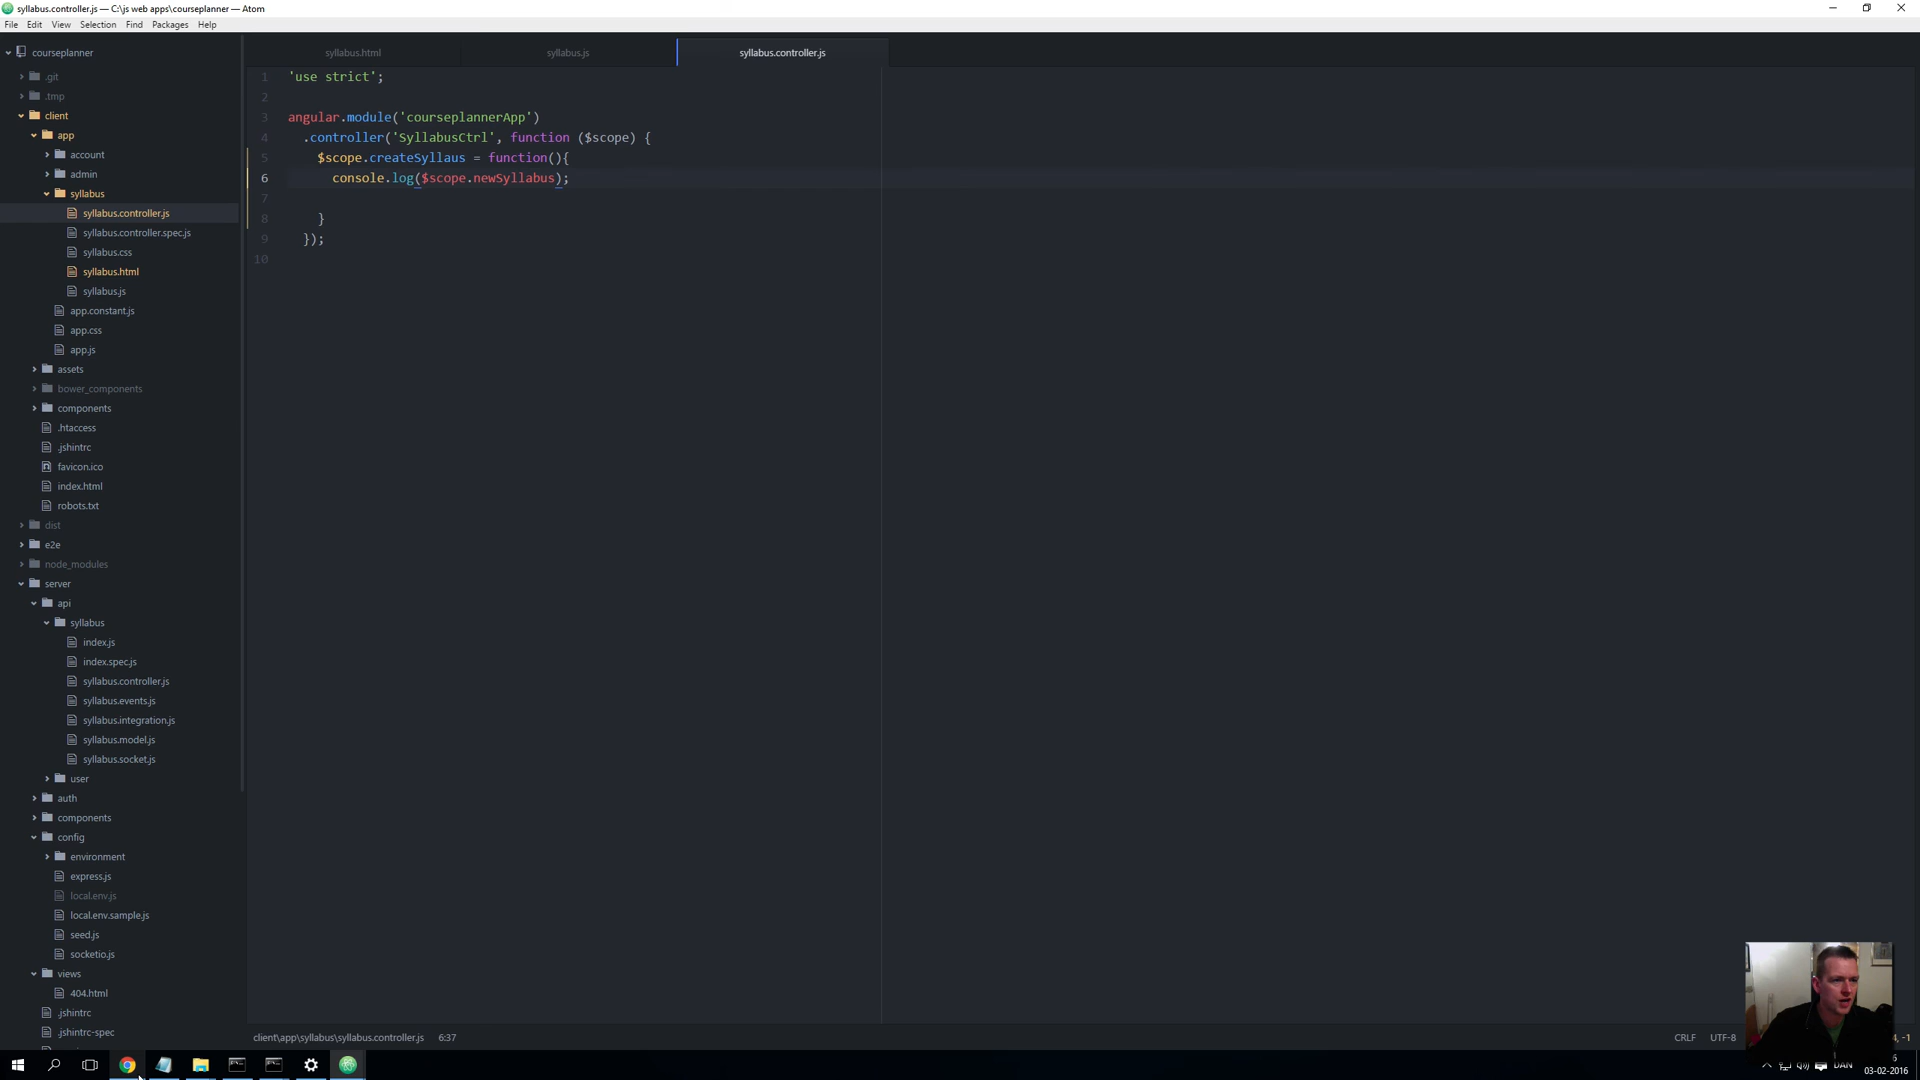 syllabus.controller.js — C:\js web apps\courseplanner — Atom
File Edit View Selection Find Packages Help
courseplanner
.git
.tmp
client
app
account
admin
syllabus
syllabus.controller.js
syllabus.controller.spec.js
syllabus.css
syllabus.html
syllabus.js
app.constant.js
app.css
app.js
assets
bower_components
components
.htaccess
.jshintrc
favicon.ico
index.html
robots.txt
dist
e2e
node_modules
server
api
syllabus
index.js
index.spec.js
syllabus.controller.js
syllabus.events.js
syllabus.integration.js
syllabus.model.js
syllabus.socket.js
user
auth
components
config
environment
express.js
local.env.js
local.env.sample.js
seed.js
socketio.js
views
404.html
.jshintrc
.jshintrc-spec
syllabus.html syllabus.js syllabus.controller.js
1 'use strict';
2
3 angular.module('courseplannerApp')
4 .controller('SyllabusCtrl', function ($scope) {
5 $scope.createSyllaus = function(){
6 console.log($scope.newSyllabus);
7
8 }
9 });
10
client\app\syllabus\syllabus.controller.js 6:37
CRLF UTF-8 , -1
DAN
03-02-2016